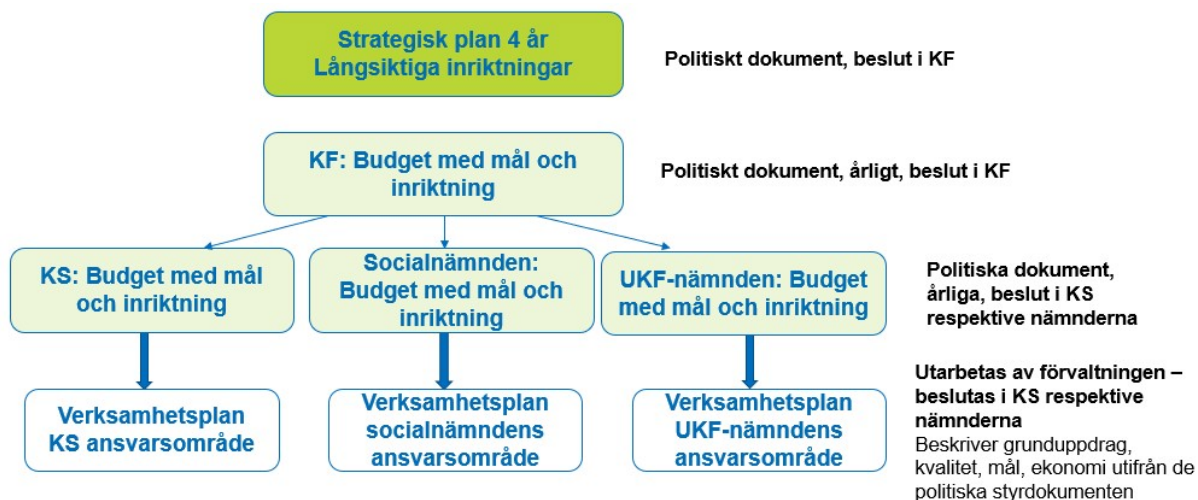 Strategisk plan 4 år
Långsiktiga inriktningar
Politiskt dokument, beslut i KF
KF: Budget med mål och
inriktning
Politiskt dokument, årligt, beslut i KF
KS: Budget med mål
och inriktning
Socialnämnden:
Budget med mål och
inriktning
UKF-nämnden: Budget
med mål och inriktning
Politiska dokument,
årliga, beslut i KS
respektive nämnderna
Verksamhetsplan
KS ansvarsområde
Verksamhetsplan
socialnämndens
ansvarsområde
Verksamhetsplan
UKF-nämndens
ansvarsområde
Utarbetas av förvaltningen –
beslutas i KS respektive
nämnderna
Beskriver grunduppdrag,
kvalitet, mål, ekonomi utifrån de
politiska styrdokumenten